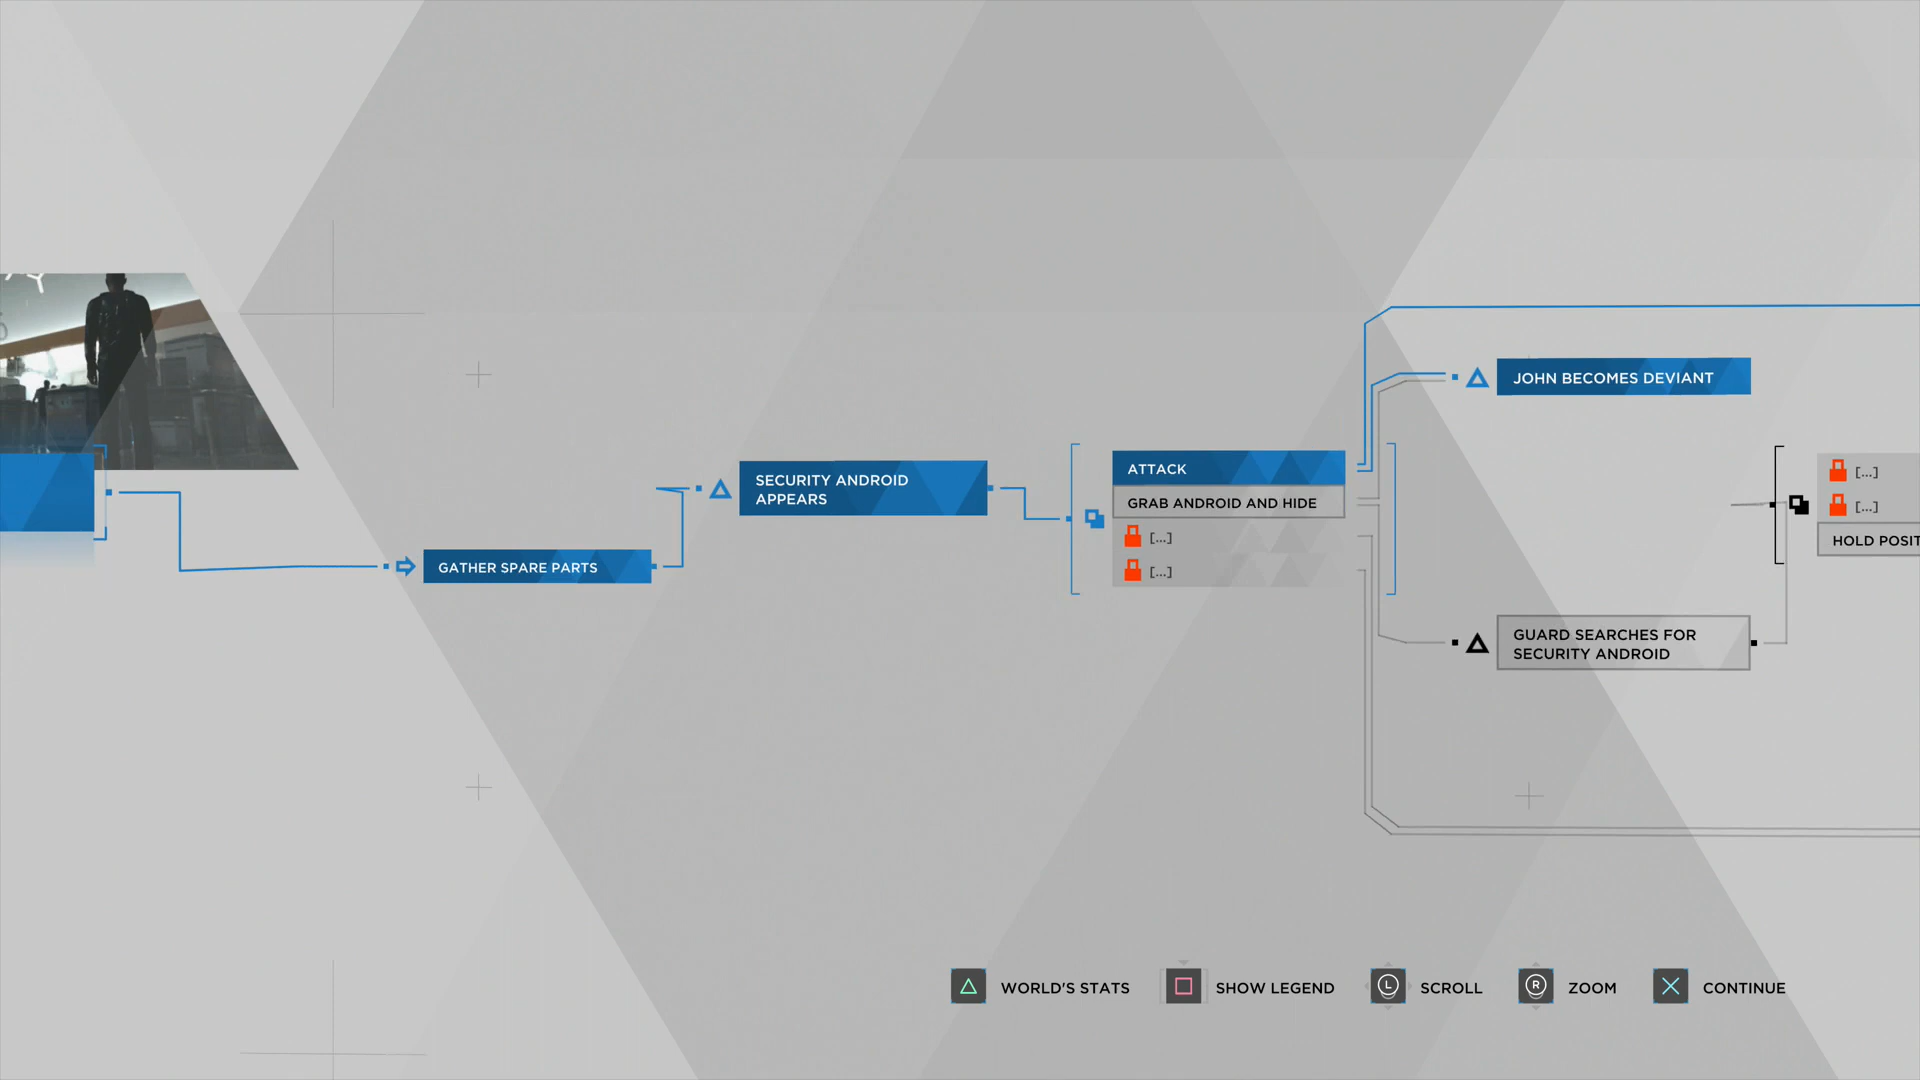 JOHN BECOMES DEVIANT
SECURITY ANDROID
APPEARS
GATHER SPARE PARTS
ATTACK
GRAB ANDROID AND HIDE
[...]
[...]
[...]
[...]
HOLD POSIT
GUARD SEARCHES FOR
SECURITY ANDROID
WORLD'S STATS
SHOW LEGEND
L
SCROLL
R
ZOOM
CONTINUE